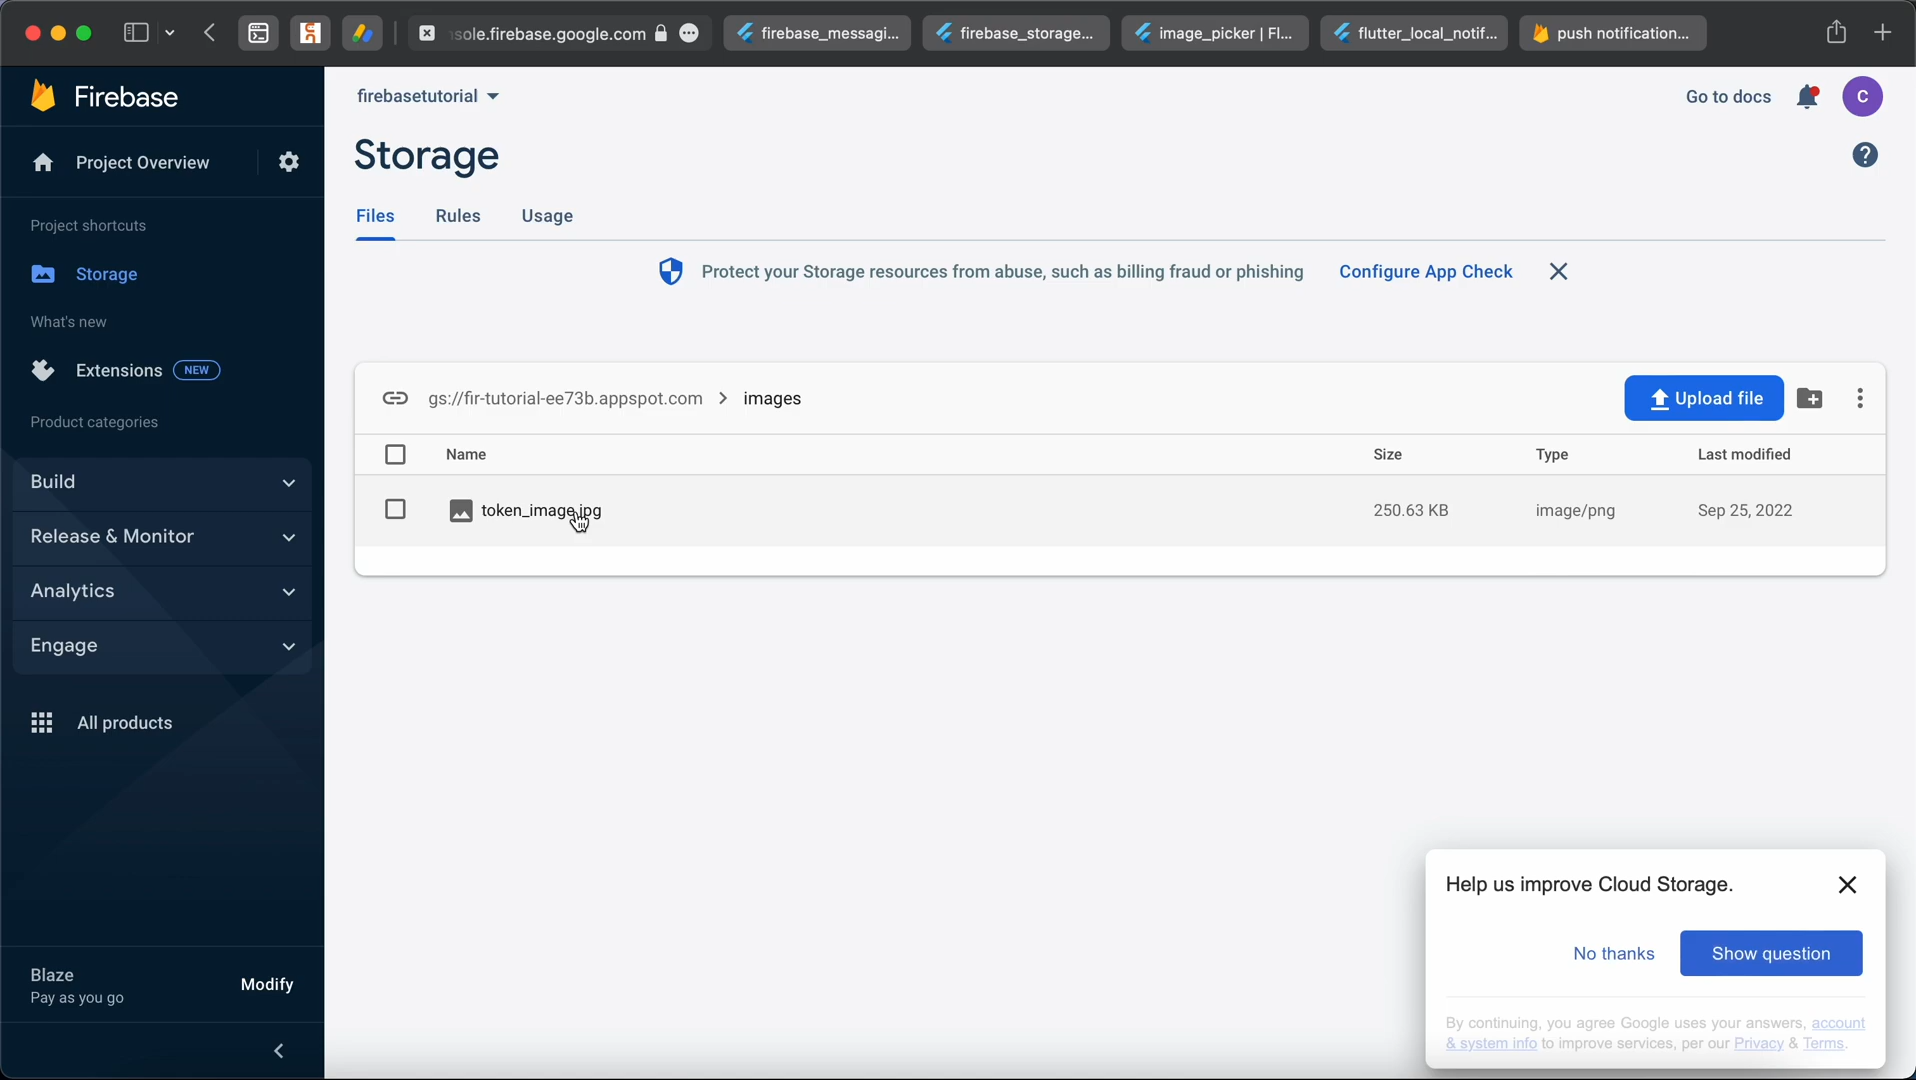 sole.firebase.google.com
firebase_messagi...
firebase_storage...
image_picker | Fl...
flutter_local_notif...
push notification...
Firebase
firebasetutorial
Go to docs
C
Project Overview
Storage
?
Project shortcuts
Files
Rules
Usage
Storage
Protect your Storage resources from abuse, such as billing fraud or phishing
Configure App Check
What's new
Extensions
NEW
gs://fir-tutorial-ee73b.appspot.com > images
Upload file
Product categories
Name
Size
Type
Last modified
Build
token_image.jpg
250.63 KB
image/png
Sep 25, 2022
Release & Monitor
Analytics
Engage
All products
Help us improve Cloud Storage.
No thanks
Show question
Blaze
Pay as you go
Modify
By continuing, you agree Google uses your answers, account
& system info to improve services, per our Privacy & Terms.